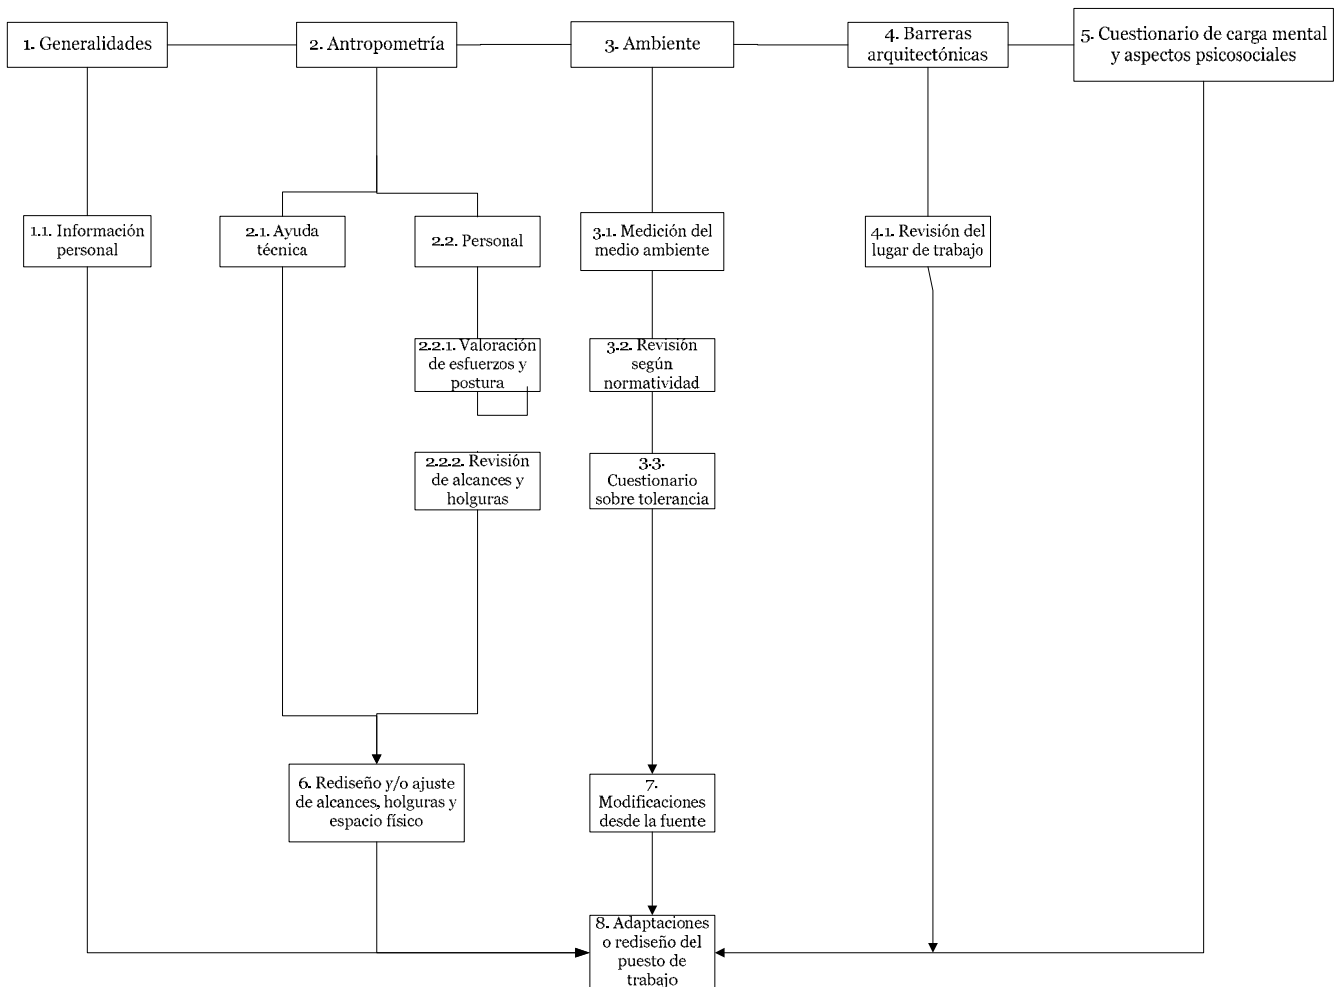 1. Generalidades
2. Antropometría
3. Ambiente
4. Barreras
arquitectónicas
5. Cuestionario de carga mental
y aspectos psicosociales
1.1. Información
personal
2.1. Ayuda
técnica
2.2. Personal
3.1. Medición del
medio ambiente
4.1. Revisión del
lugar de trabajo
2.2.1. Valoración
de esfuerzos y
postura
3.2. Revisión
según
normatividad
2.2.2. Revisión
de alcances y
holguras
3.3.
Cuestionario
sobre tolerancia
6. Rediseño y/o ajuste
de alcances, holguras y
espacio físico
7.
Modificaciones
desde la fuente
8. Adaptaciones
o rediseño del
puesto de
trabajo